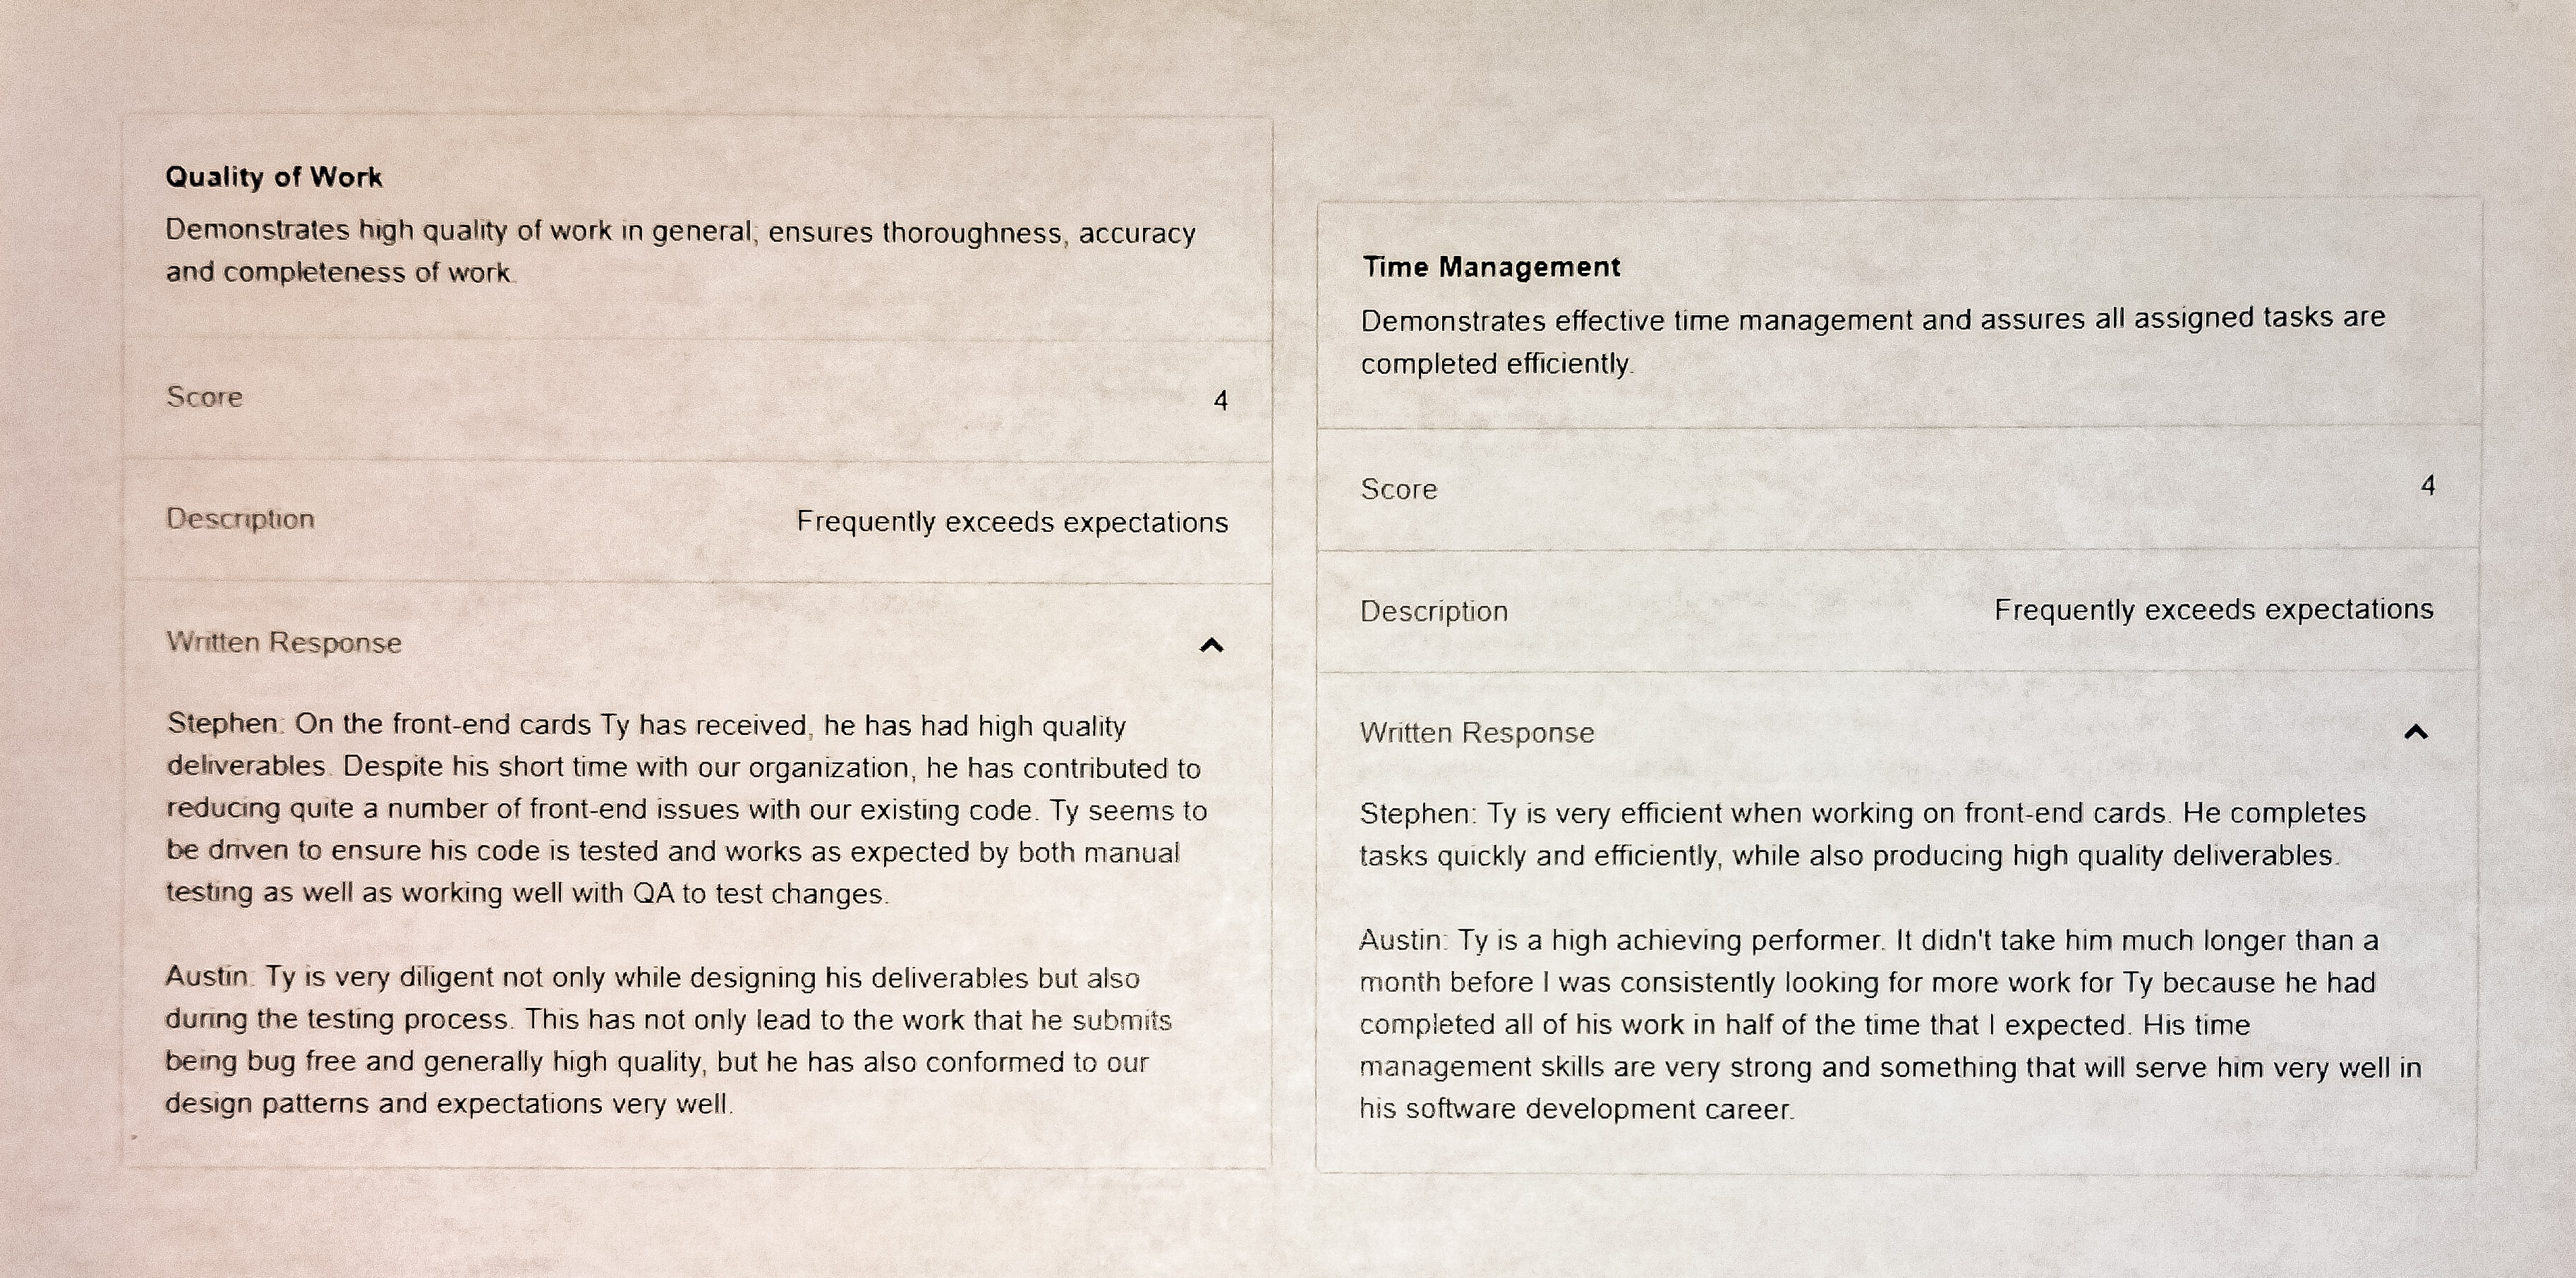 Quality of Work
Demonstrates high quality of work in general; ensures thoroughness, accuracy
and completeness of work.
Score 4
Description Frequently exceeds expectations
Written Response
Stephen: On the front-end cards Ty has received, he has had high quality
deliverables. Despite his short time with our organization, he has contributed to
reducing quite a number of front-end issues with our existing code. Ty seems to
be driven to ensure his code is tested and works as expected by both manual
testing as well as working well with QA to test changes.
Austin: Ty is very diligent not only while designing his deliverables but also
during the testing process. This has not only lead to the work that he submits
being bug free and generally high quality, but he has also conformed to our
design patterns and expectations very well.
Time Management
Demonstrates effective time management and assures all assigned tasks are
completed efficiently.
Score 4
Description Frequently exceeds expectations
Written Response
Stephen: Ty is very efficient when working on front-end cards. He completes
tasks quickly and efficiently, while also producing high quality deliverables.
Austin: Ty is a high achieving performer. It didn't take him much longer than a
month before I was consistently looking for more work for Ty because he had
completed all of his work in half of the time that I expected. His time
management skills are very strong and something that will serve him very well in
his software development career.